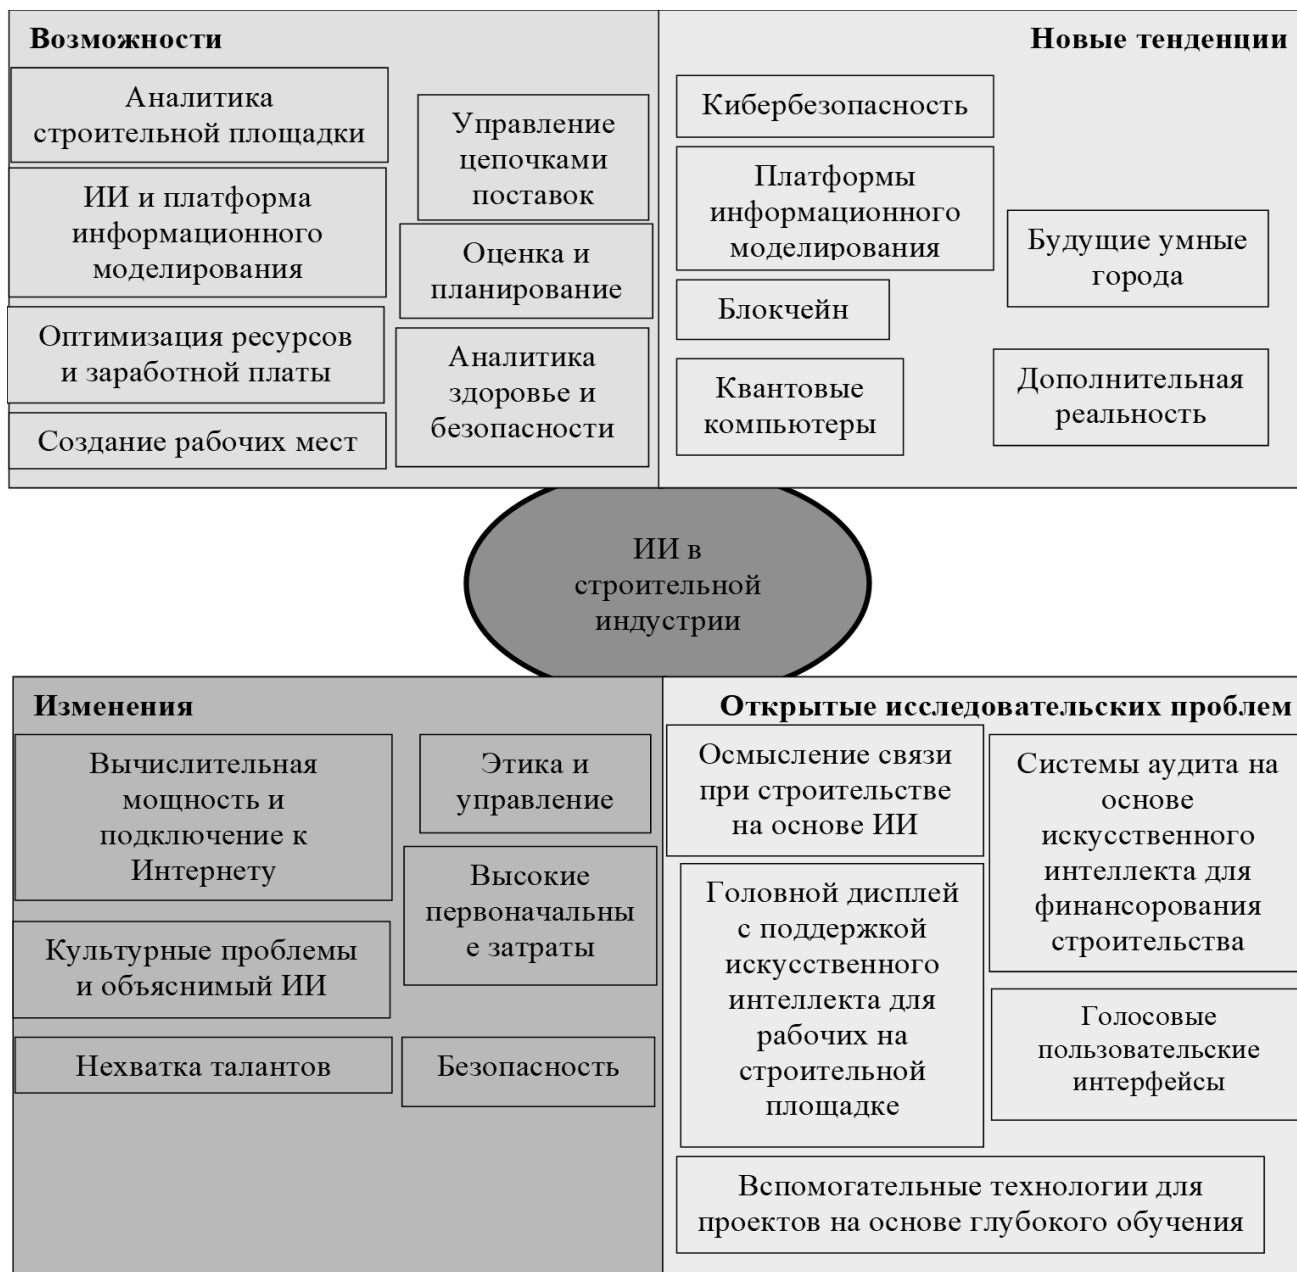 Возможности
Аналитика
строительной площадки
ИИ и платформа
информационного
моделирования
Оптимизация ресурсов
и заработной платы
Создание рабочих мест
Управление
цепочками
поставок
Оценка и
планирование
Аналитика
здоровье и
безопасности
Новые тенденции
Кибербезопасность
Платформы
информационного
моделирования
Блокчейн
Квантовые
компьютеры
Будущие умные
города
Дополнительная
реальность
ИИ в
строительной
индустрии
Изменения
Вычислительная
мощность и
подключение к
Интернету
Культурные проблемы
и объяснимый ИИ
Нехватка талантов
Этика и
управление
Высокие
первоначальны
е затраты
Безопасность
Открытые исследовательских проблем
Осмысление связи
при строительстве
на основе ИИ
Головной дисплей
с поддержкой
искусственного
интеллекта для
рабочих на
строительной
площадке
Системы аудита на
основе
искусственного
интеллекта для
финансорования
строительства
Голосовые
пользовательские
интерфейсы
Вспомогательные технологии для
проектов на основе глубокого обучения